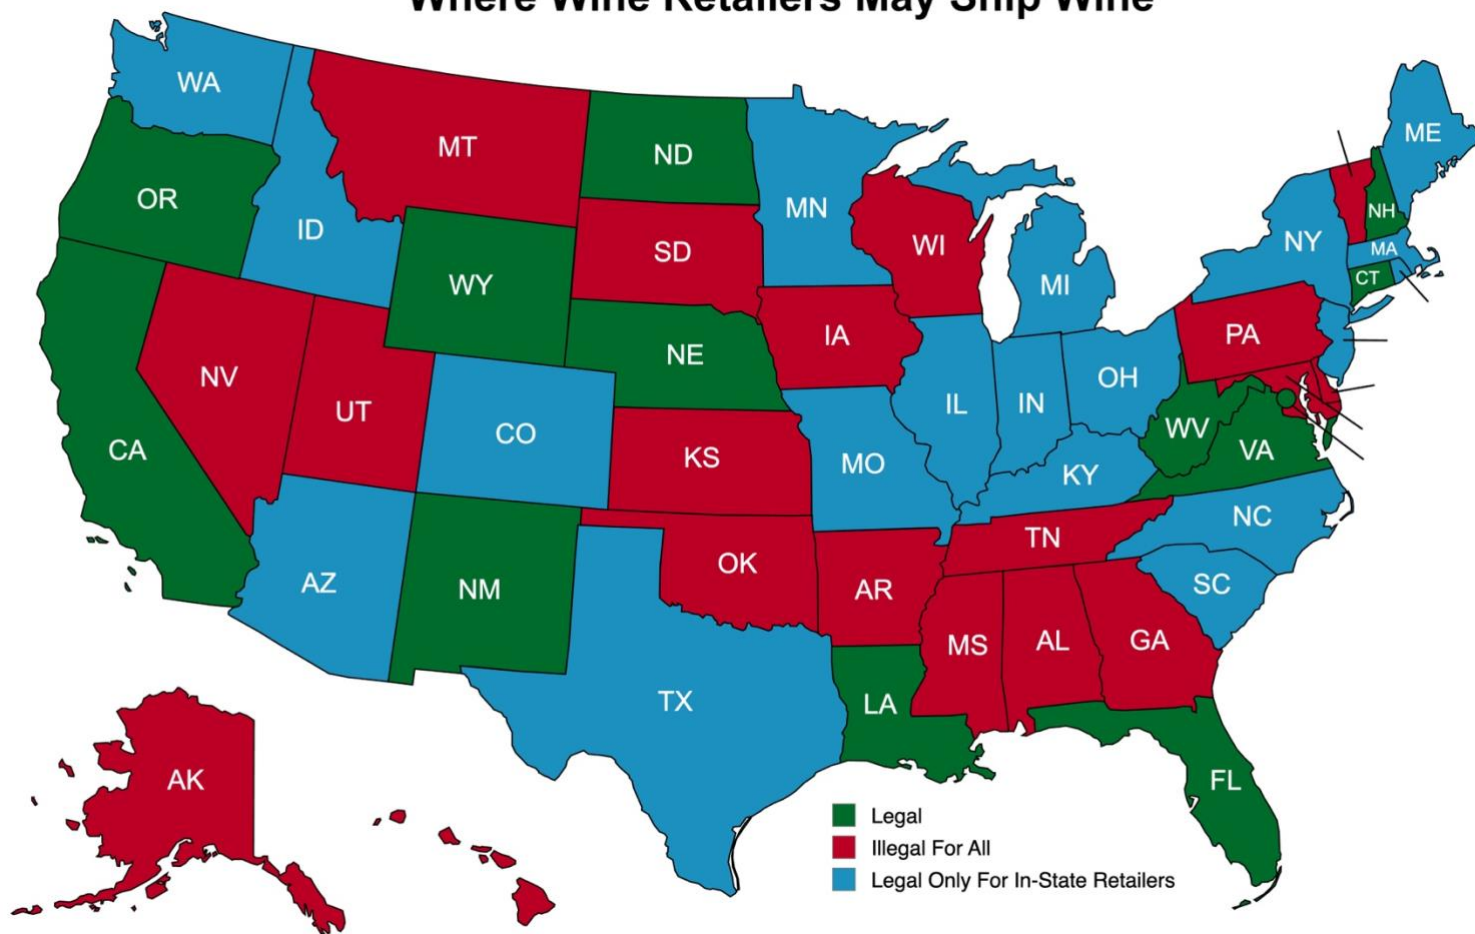 Where Wine Retailers May Ship Wine
WA
MT
ND
MN
ME
OR
ID
WY
SD
WI
MI
NY
NH
MA
CT
NV
UT
CO
NE
IA
PA
CA
KS
MO
IL
IN
OH
WV
VA
KY
NC
AZ
NM
OK
AR
TN
SC
TX
LA
MS
AL
GA
AK
FL
Legal
Illegal For All
Legal Only For In-State Retailers